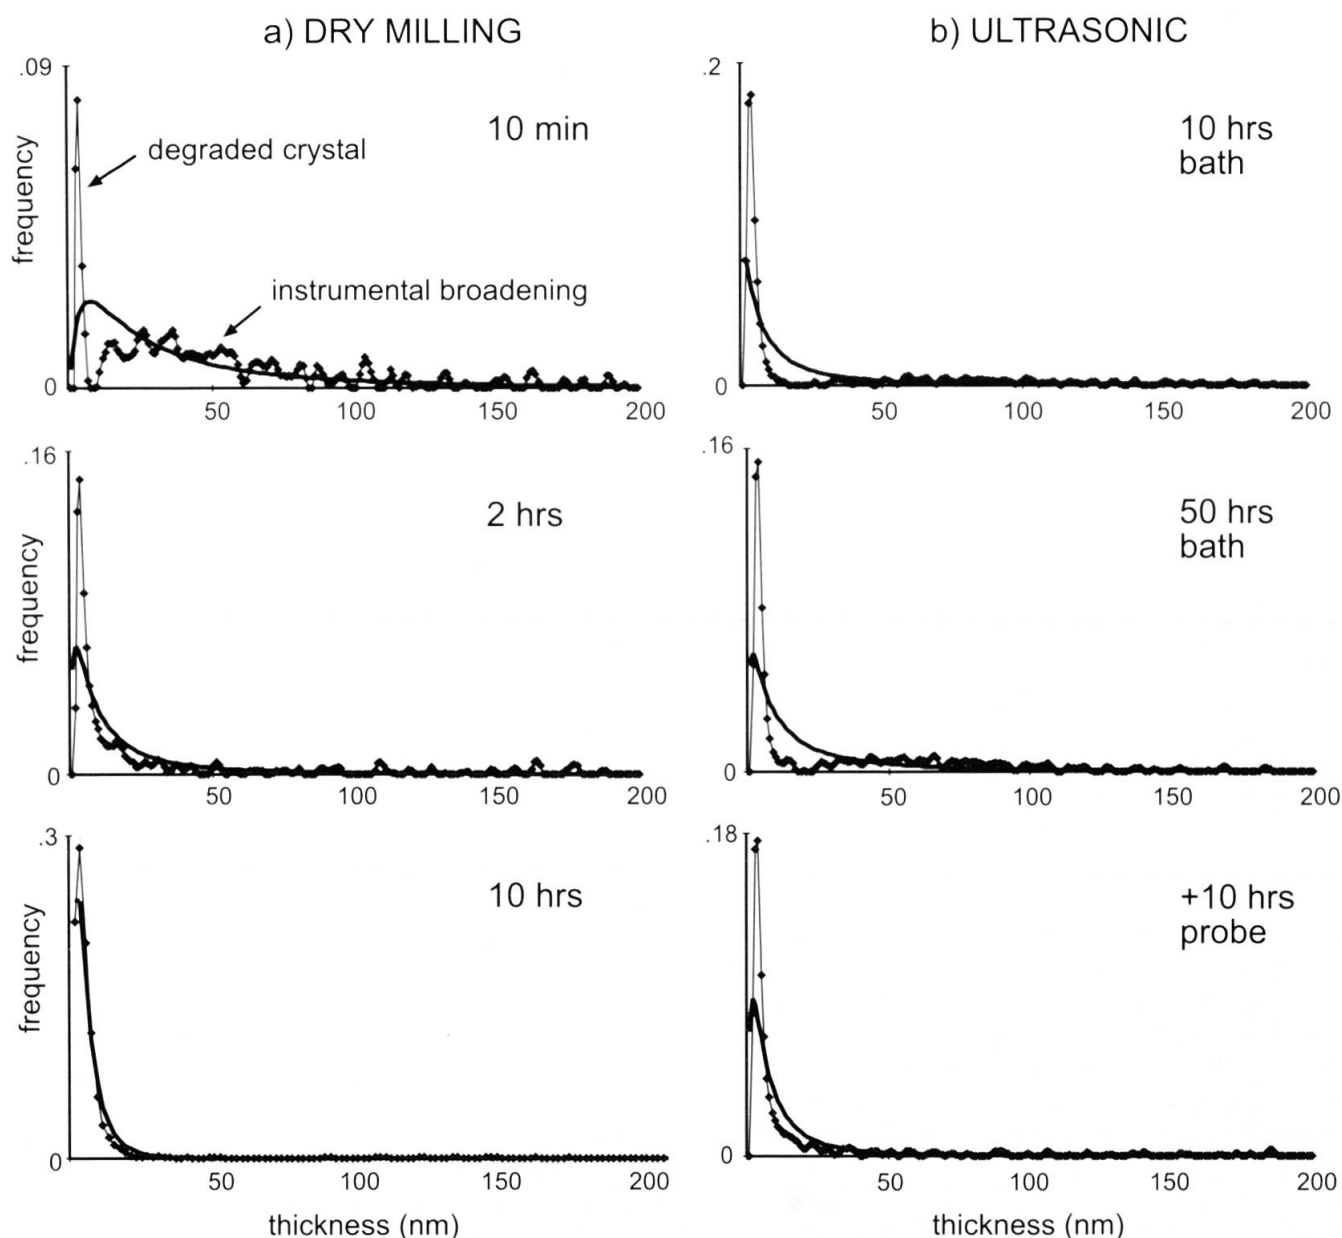 a) DRY MILLING
.09
frequency
10 min
degraded crystal
instrumental broadening
0
50
100
150
200
.16
frequency
2 hrs
0
50
100
150
200
.3
frequency
10 hrs
0
50
100
150
200
thickness (nm)
b) ULTRASONIC
.2
10 hrs
bath
0
50
100
150
200
.16
50 hrs
bath
0
50
100
150
200
.18
+10 hrs
probe
0
50
100
150
200
thickness (nm)